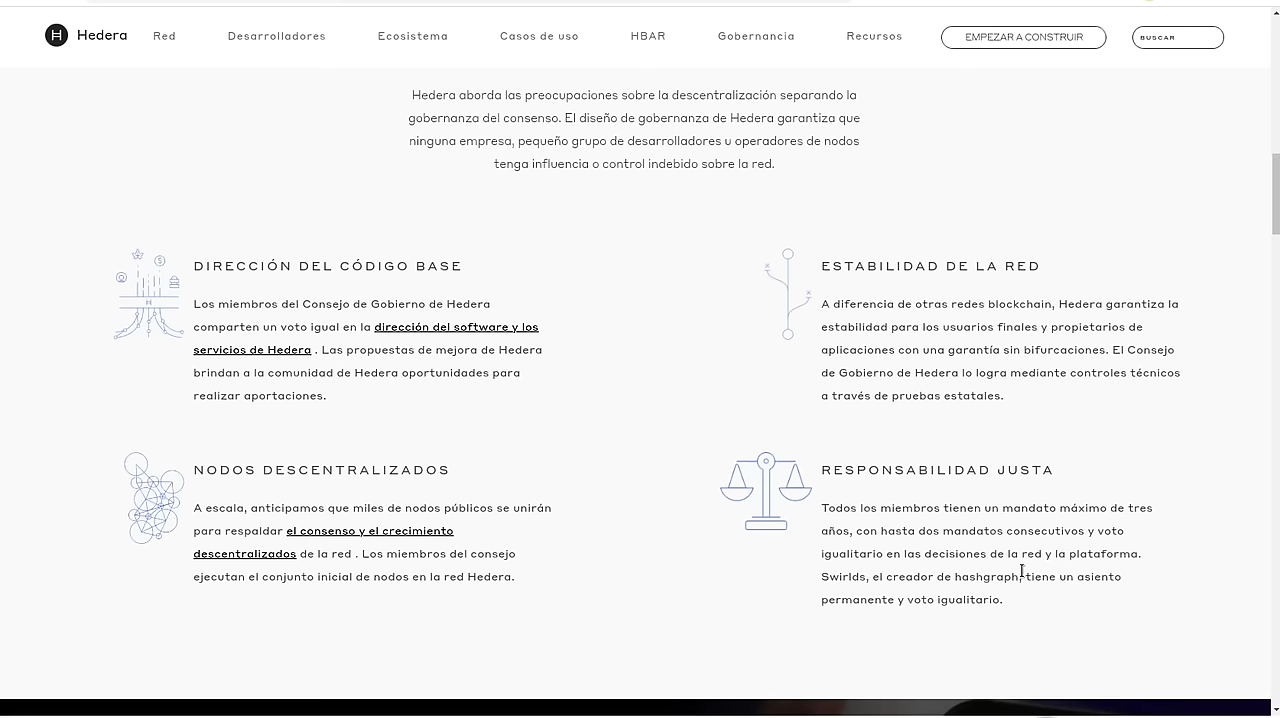 Hedera
Red
Desarrolladores
Ecosistema
Casos de uso
HBAR
Gobernancia
Recursos
EMPEZAR A CONSTRUIR
BUSCAR
Hedera aborda las preocupaciones sobre la descentralización separando la
gobernanza del consenso. El diseño de gobernanza de Hedera garantiza que
ninguna empresa, pequeño grupo de desarrolladores u operadores de nodos
tenga influencia o control indebido sobre la red.
DIRECCIÓN DEL CÓDIGO BASE
Los miembros del Consejo de Gobierno de Hedera
comparten un voto igual en la dirección del software y los
servicios de Hedera . Las propuestas de mejora de Hedera
brindan a la comunidad de Hedera oportunidades para
realizar aportaciones.
ESTABILIDAD DE LA RED
A diferencia de otras redes blockchain, Hedera garantiza la
estabilidad para los usuarios finales y propietarios de
aplicaciones con una garantía sin bifurcaciones. El Consejo
de Gobierno de Hedera lo logra mediante controles técnicos
a través de pruebas estatales.
NODOS DESCENTRALIZADOS
A escala, anticipamos que miles de nodos públicos se unirán
para respaldar el consenso y el crecimiento
descentralizados de la red . Los miembros del consejo
ejecutan el conjunto inicial de nodos en la red Hedera.
RESPONSABILIDAD JUSTA
Todos los miembros tienen un mandato máximo de tres
años, con hasta dos mandatos consecutivos y voto
igualitario en las decisiones de la red y la plataforma.
Swirlds, el creador de hashgraph, tiene un asiento
permanente y voto igualitario.